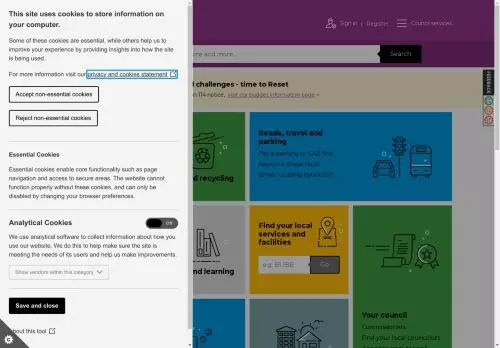 This site uses cookies to store information on
your computer.
Some of these cookies are essential, while others help us to
improve your experience by providing insights into how the site
is being used.
For more information visit our privacy and cookies statement
Accept non-essential cookies
Reject non-essential cookies
Essential Cookies
Essential cookies enable core functionality such as page
navigation and access to secure areas. The website cannot
function properly without these cookies, and can only be
disabled by changing your browser preferences.
Analytical Cookies
Off
We use analytical software to collect information about how you
use our website. We do this to help make sure the site is
meeting the needs of its users and help us make improvements.
Show vendors within this category
Save and close
About this tool
Sign in | Register
Council services
ces and more...
Search
challenges - time to Reset
114 notice, visit our budget information page
FEEDBACK
d recycling
Roads, travel and
parking
Pay a parking or CAZ fine
Report a street fault
Street trading injunction
nd learning
Find your local
services and
facilities
e.g. B1 1BB
Go
Your council
Commissioners
Find your local councillors